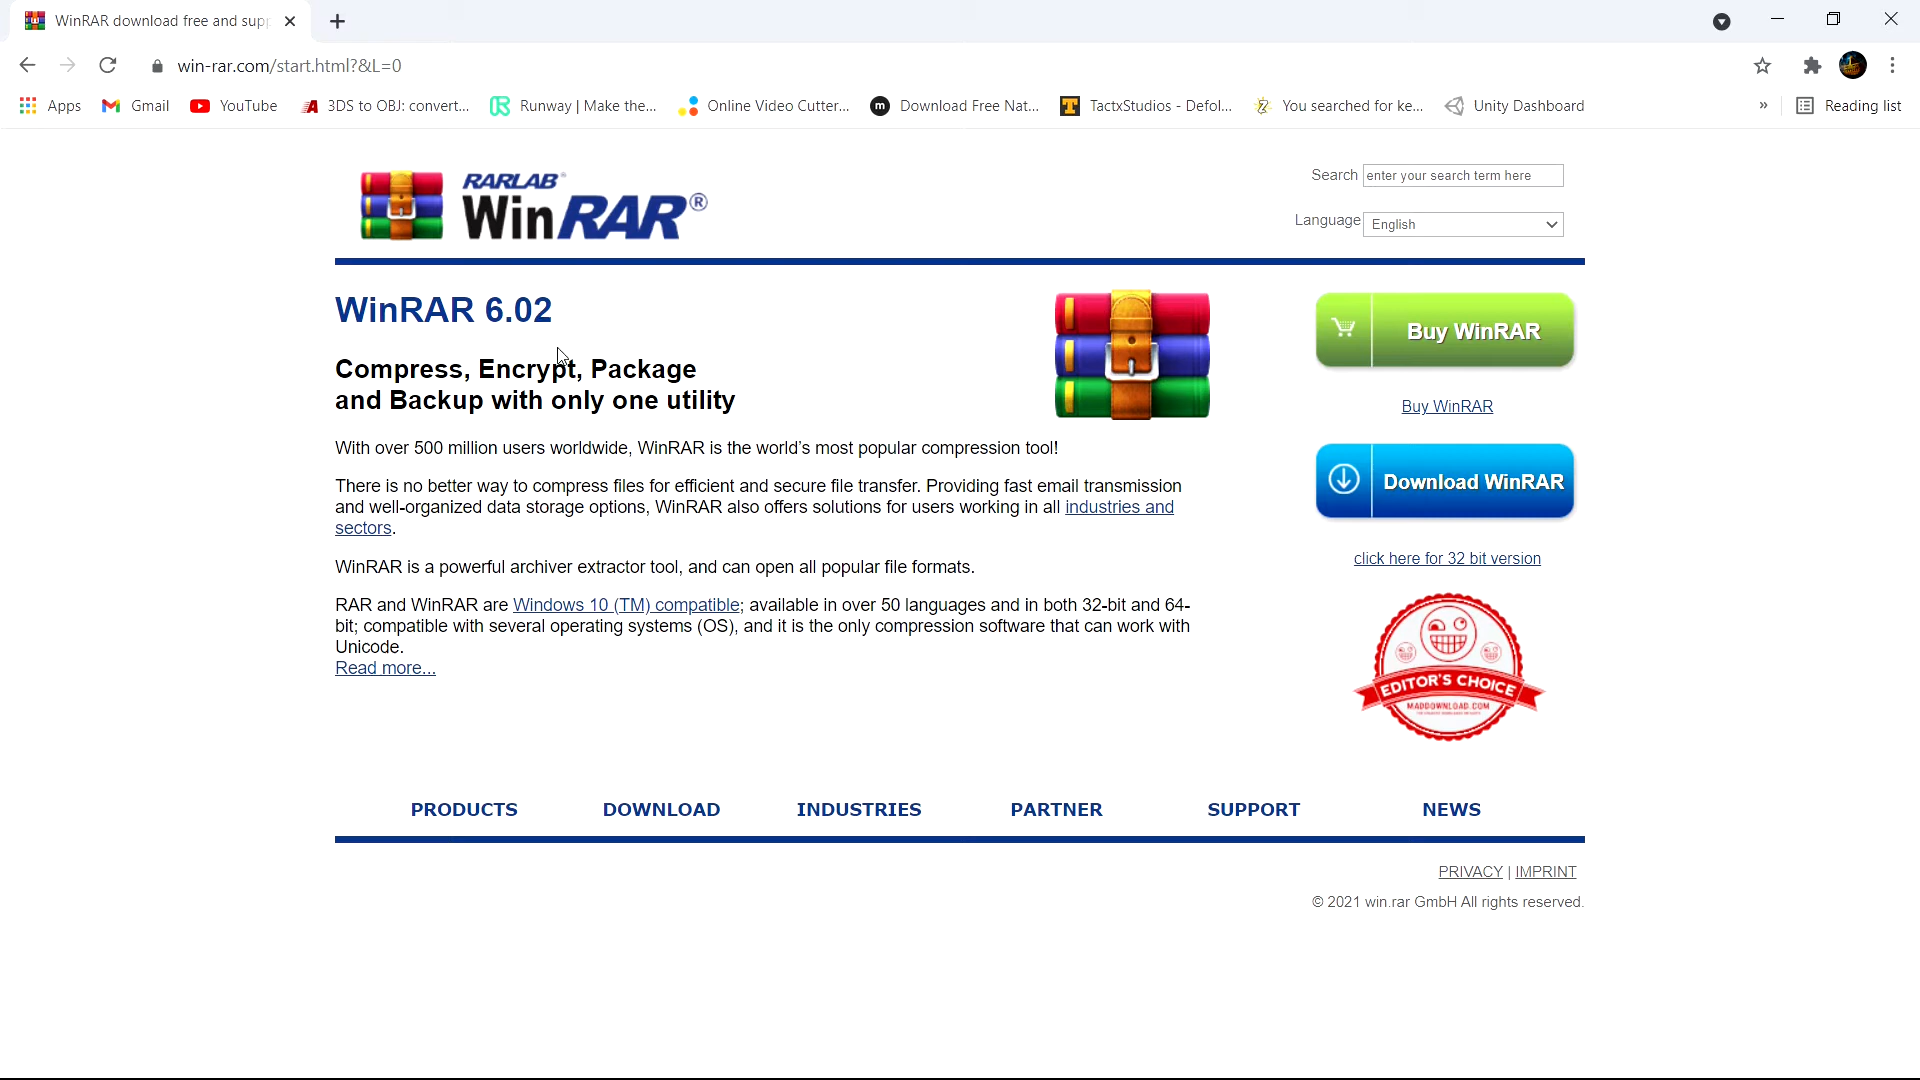 WinRAR download free and supp
win-rar.com/start.html?&L=0
Apps Gmail YouTube 3DS to OBJ: convert... Runway | Make the... Online Video Cutter... Download Free Nat... TactxStudios - Defol... You searched for ke... Unity Dashboard » Reading list
RARLAB®
WinRAR®
Search enter your search term here
Language English
WinRAR 6.02
Compress, Encrypt, Package
and Backup with only one utility
With over 500 million users worldwide, WinRAR is the world's most popular compression tool!
There is no better way to compress files for efficient and secure file transfer. Providing fast email transmission
and well-organized data storage options, WinRAR also offers solutions for users working in all industries and
sectors.
WinRAR is a powerful archiver extractor tool, and can open all popular file formats.
RAR and WinRAR are Windows 10 (TM) compatible; available in over 50 languages and in both 32-bit and 64-
bit; compatible with several operating systems (OS), and it is the only compression software that can work with
Unicode.
Read more...
Buy WinRAR
Buy WinRAR
Download WinRAR
click here for 32 bit version
EDITOR'S CHOICE
MADDOWNLOAD.COM
PRODUCTS DOWNLOAD INDUSTRIES PARTNER SUPPORT NEWS
PRIVACY | IMPRINT
© 2021 win.rar GmbH All rights reserved.